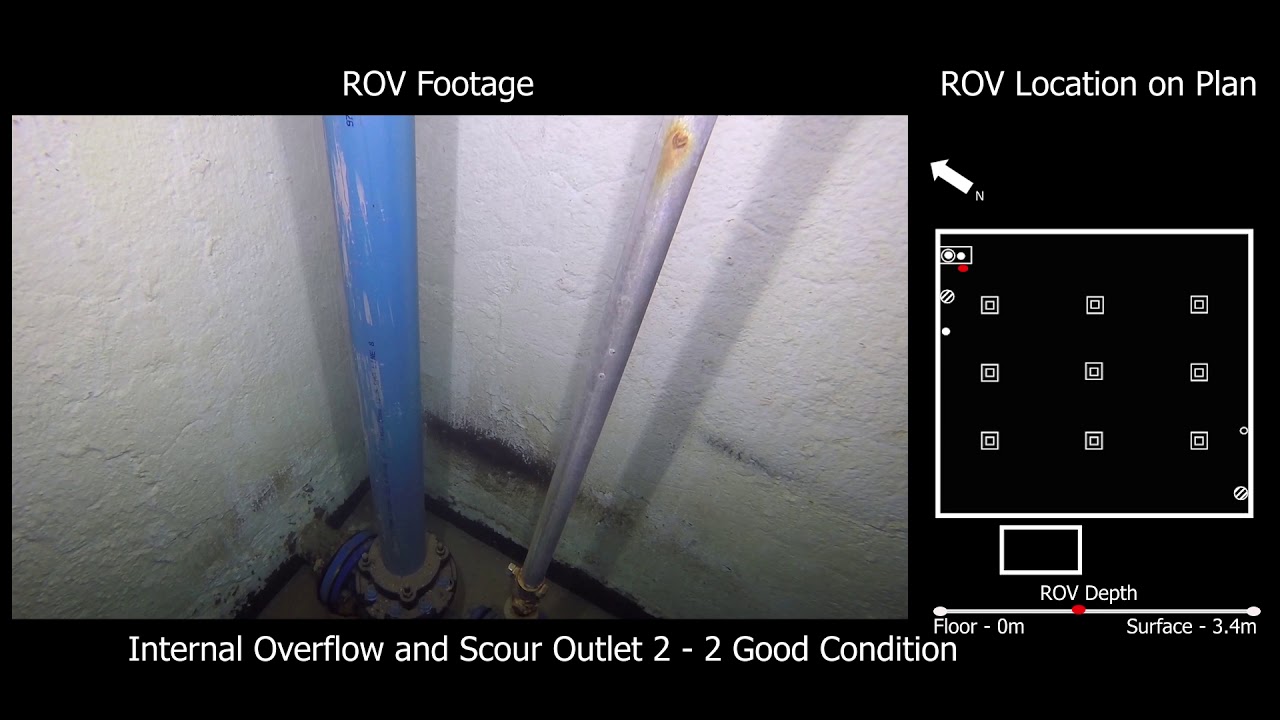 ROV Footage
ROV Location on Plan
N
97
ROV Depth
Floor - 0m
Surface - 3.4m
Internal Overflow and Scour Outlet 2 - 2 Good Condition